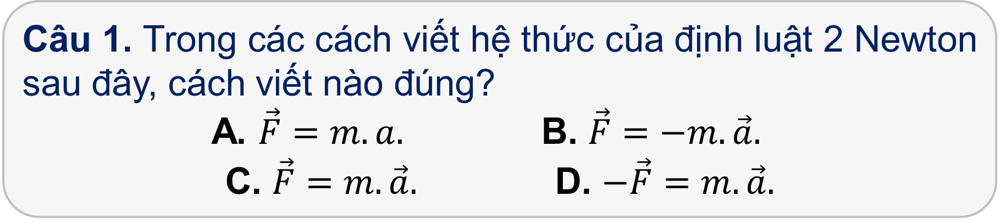 Câu 1. Trong các cách viết hệ thức của định luật 2 Newton
sau đây, cách viết nào đúng?
A. $\vec{F} = m.a.$ B. $\vec{F} = -m.\vec{a}.$
C. $\vec{F} = m.\vec{a}.$ D. $-\vec{F} = m.\vec{a}.$